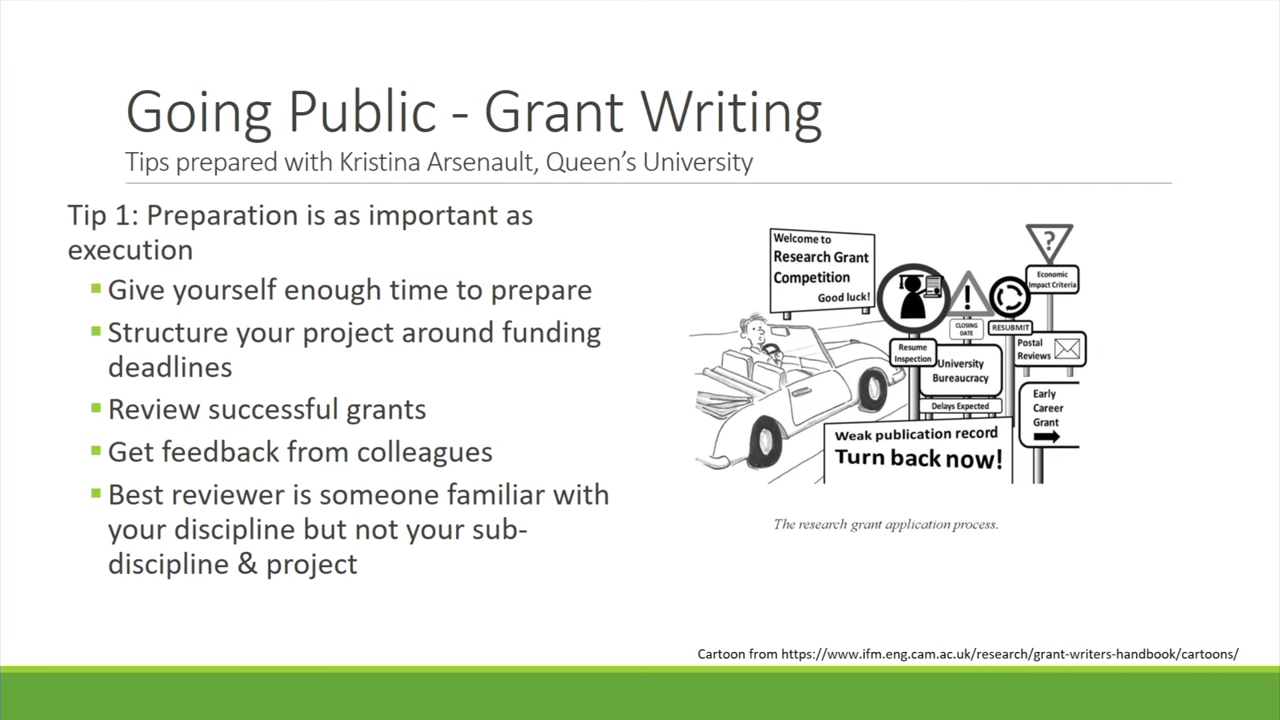 Going Public - Grant Writing
Tips prepared with Kristina Arsenault, Queen's University
Tip 1: Preparation is as important as
execution
Give yourself enough time to prepare
Structure your project around funding
deadlines
Review successful grants
Get feedback from colleagues
Best reviewer is someone familiar with
your discipline but not your sub-
discipline & project
Welcome to
Research Grant
Competition
Good luck!
?
Economic
Impact Criteria
!
CLOSING
DATE
RESUBMIT
Postal
Reviews
Resume
Inspection
University
Bureaucracy
Delays Expected
Early
Career
Grant
Weak publication record
Turn back now!
The research grant application process.
Cartoon from https://www.ifm.eng.cam.ac.uk/research/grant-writers-handbook/cartoons/